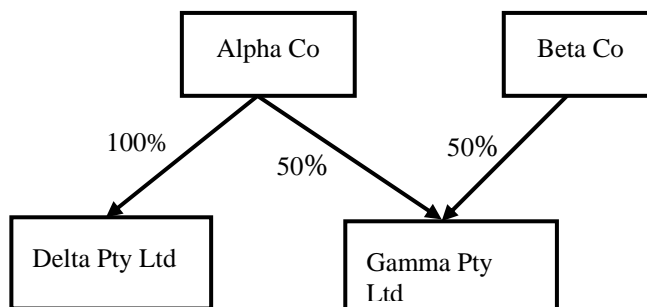 Alpha Co
Beta Co
100%
50%
50%
Delta Pty Ltd
Gamma Pty
Ltd